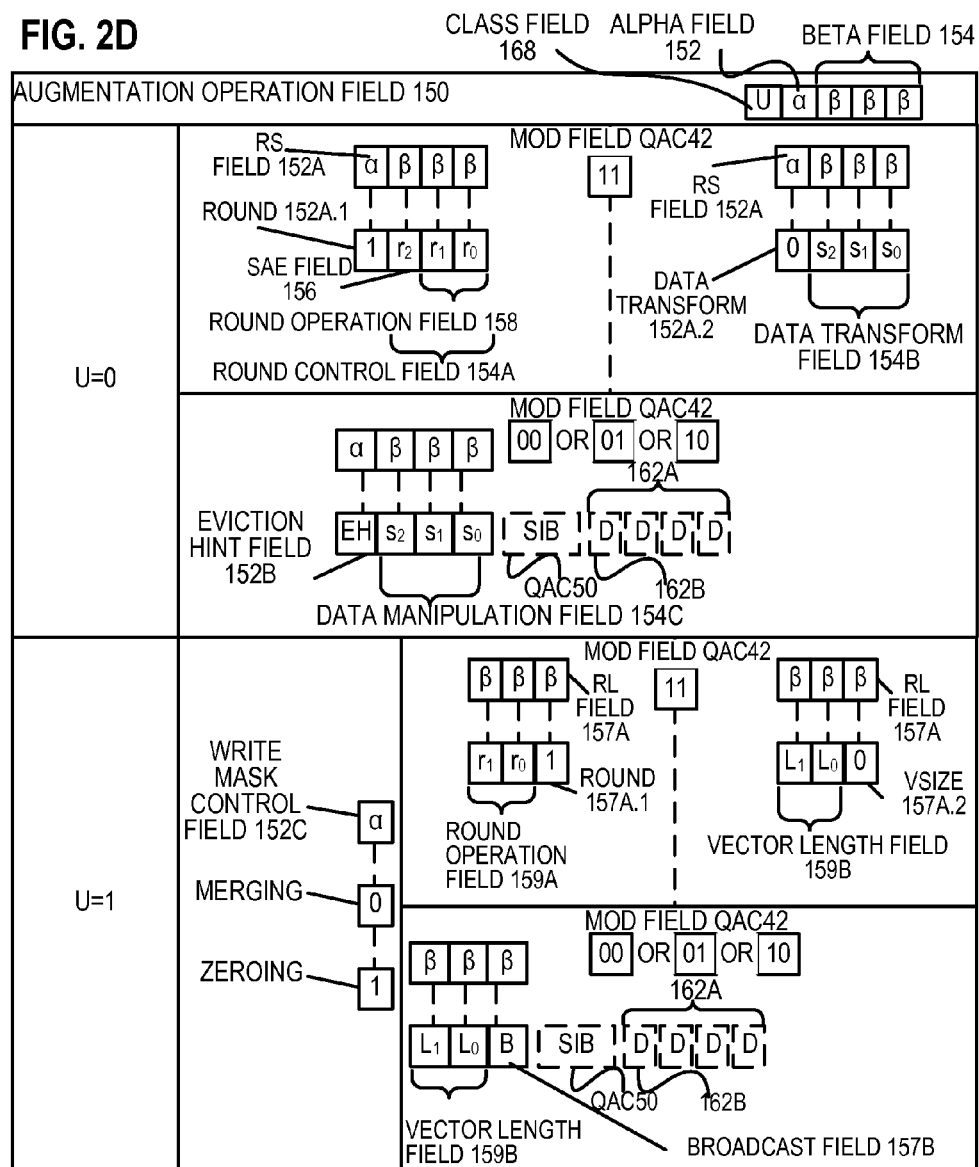 FIG. 2D
CLASS FIELD 168
ALPHA FIELD 152
BETA FIELD 154
AUGMENTATION OPERATION FIELD 150
U α β β β
U=0
RS FIELD 152A
α β β β
MOD FIELD QAC42
11
RS FIELD 152A
α β β β
ROUND 152A.1
1 r2 r1 r0
SAE FIELD 156
ROUND OPERATION FIELD 158
ROUND CONTROL FIELD 154A
0 s2 s1 s0
DATA TRANSFORM 152A.2
DATA TRANSFORM FIELD 154B
MOD FIELD QAC42
00 OR 01 OR 10
α β β β
162A
EVICTION HINT FIELD 152B
EH s2 s1 s0
SIB
D D D D
QAC50
162B
DATA MANIPULATION FIELD 154C
U=1
WRITE MASK CONTROL FIELD 152C
α
MERGING
0
ZEROING
1
MOD FIELD QAC42
11
β β β
RL FIELD 157A
r1 r0 1
ROUND 157A.1
ROUND OPERATION FIELD 159A
β β β
RL FIELD 157A
L1 L0 0
VSIZE 157A.2
VECTOR LENGTH FIELD 159B
MOD FIELD QAC42
00 OR 01 OR 10
β β β
162A
L1 L0 B
SIB
D D D D
QAC50
162B
VECTOR LENGTH FIELD 159B
BROADCAST FIELD 157B